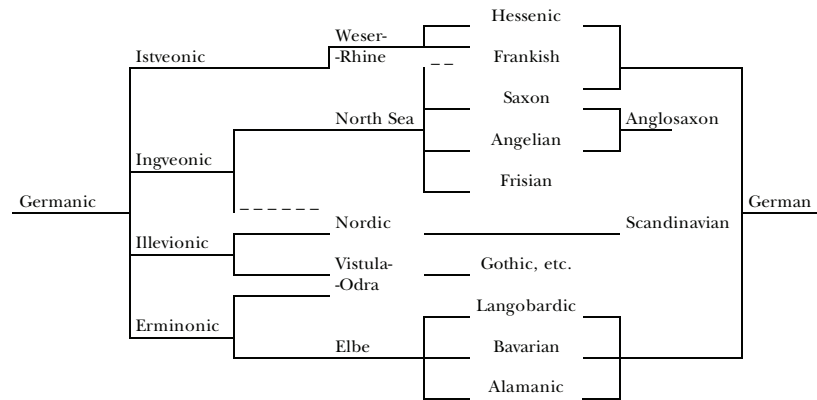 Hessenic
Weser-
-Rhine
Istveonic
Frankish
Saxon
North Sea
Anglosaxon
Angelian
Ingveonic
Frisian
Germanic
German
Nordic
Scandinavian
Illevionic
Vistula-
-Odra
Gothic, etc.
Langobardic
Erminonic
Elbe
Bavarian
Alamanic